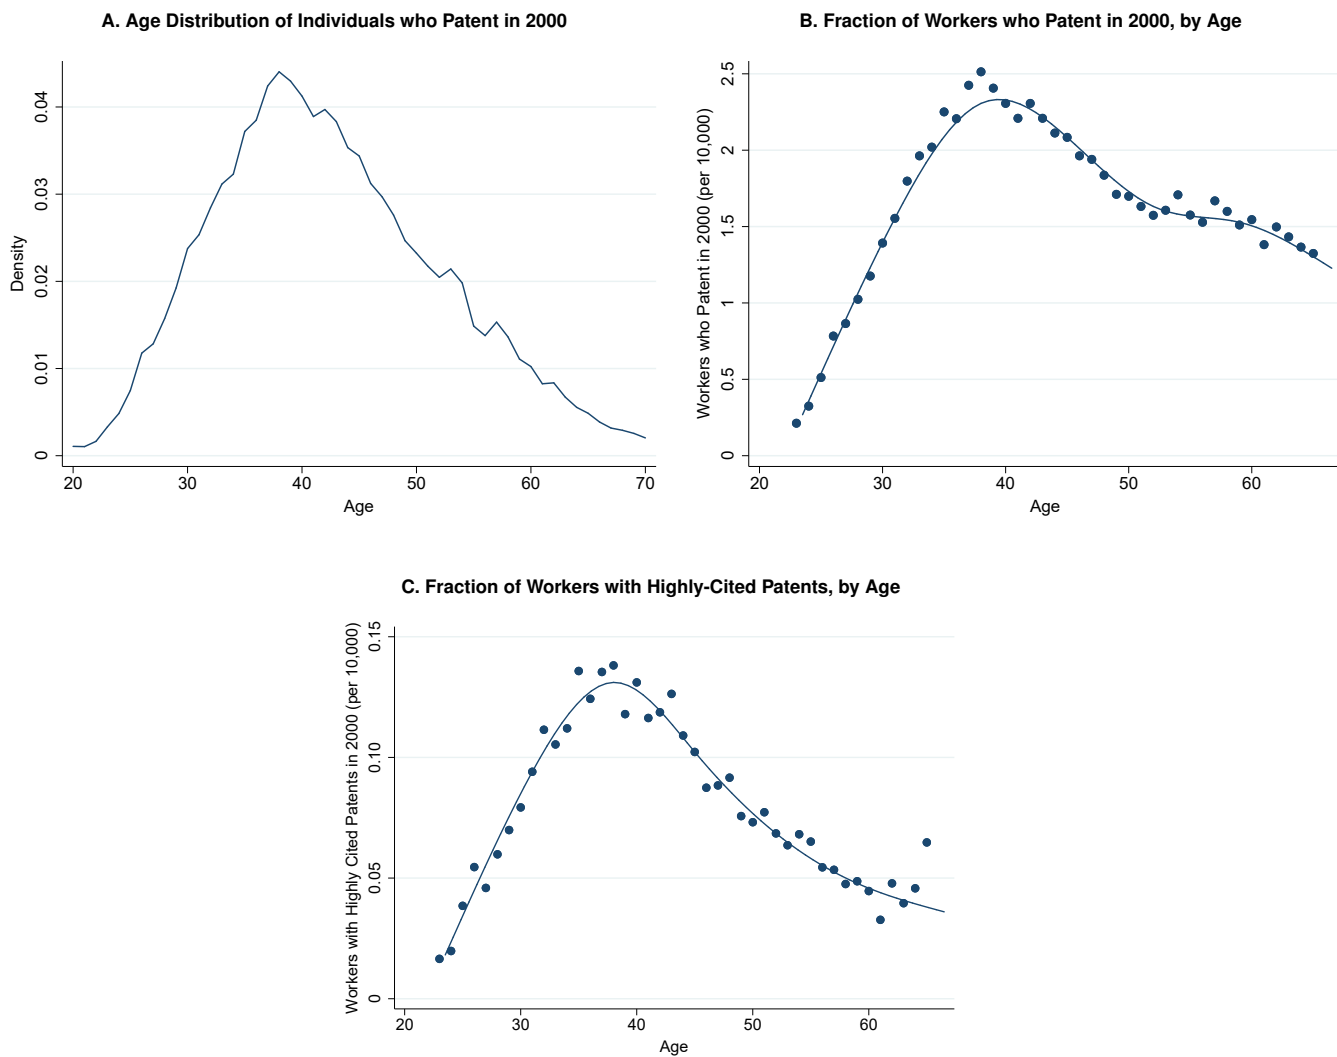 A. Age Distribution of Individuals who Patent in 2000
Density
0.04
0.03
0.02
0.01
0
20 30 40 50 60 70
Age
B. Fraction of Workers who Patent in 2000, by Age
Workers who Patent in 2000 (per 10,000)
2.5
2
1.5
1
0.5
0
20 30 40 50 60
Age
C. Fraction of Workers with Highly-Cited Patents, by Age
Workers with Highly Cited Patents in 2000 (per 10,000)
0.15
0.10
0.05
0
20 30 40 50 60
Age